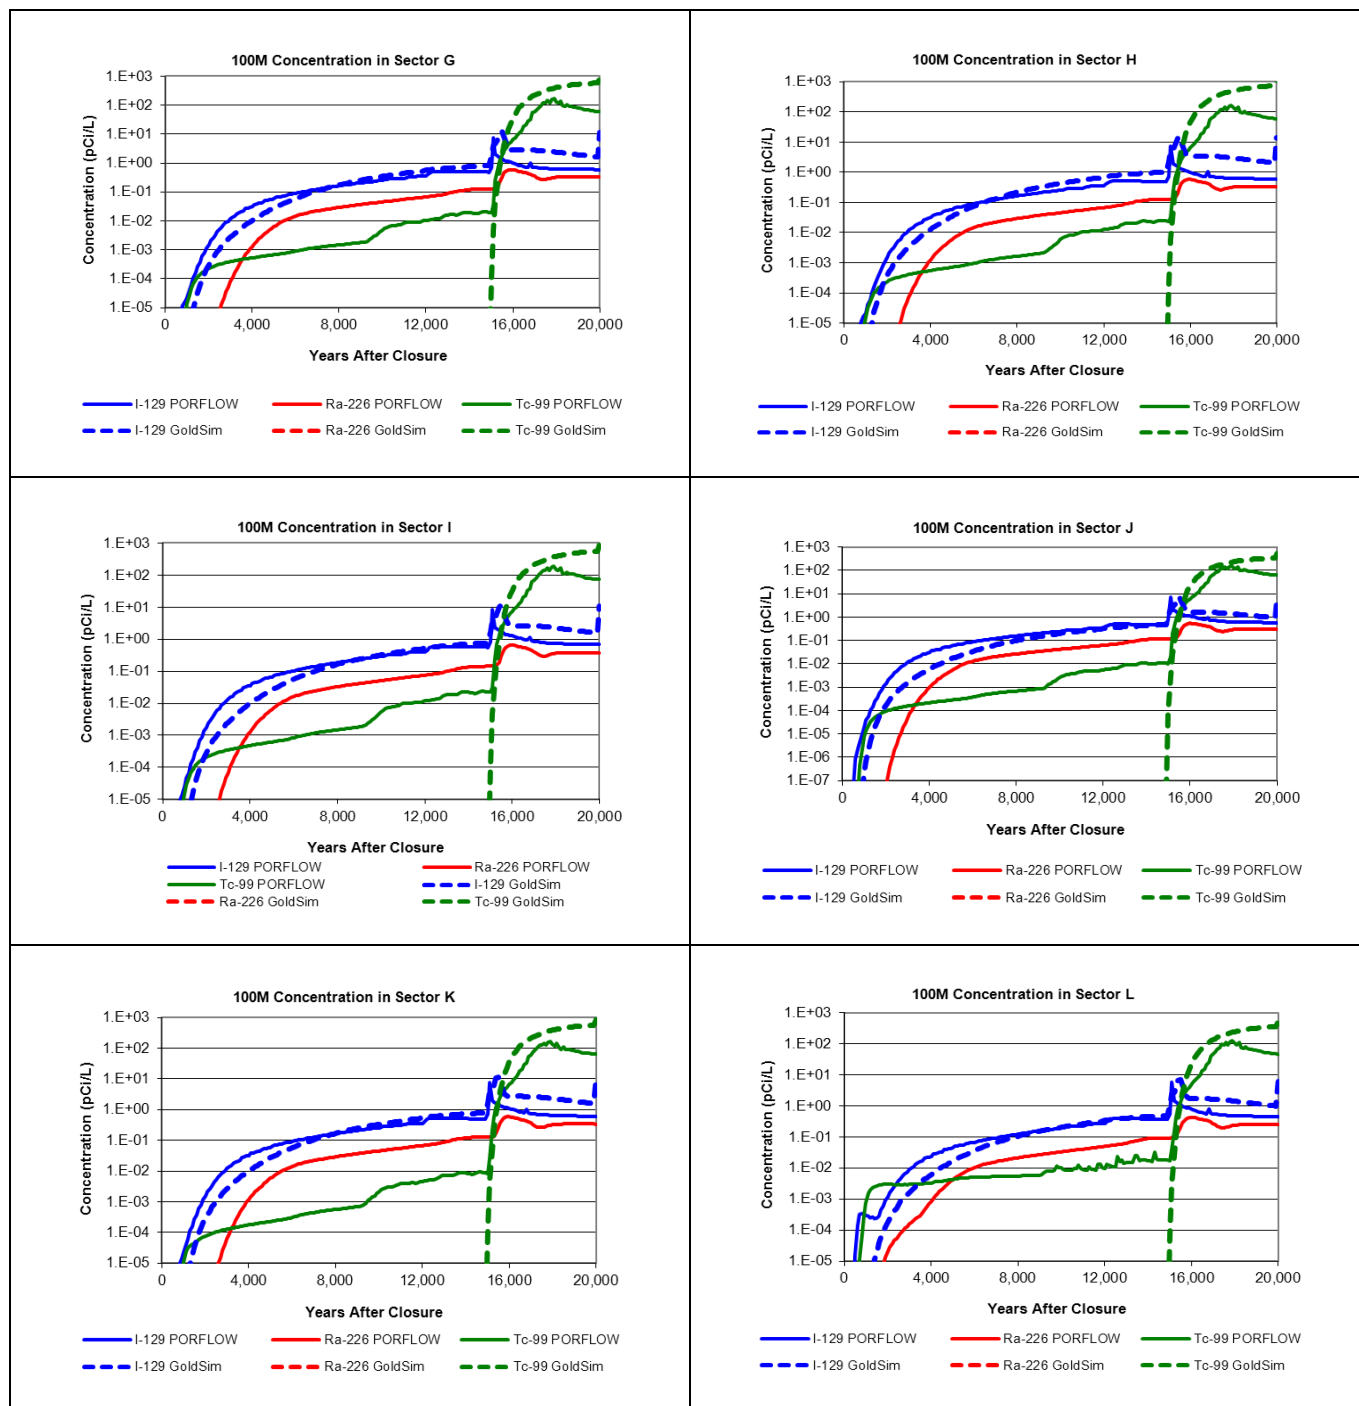 100M Concentration in Sector G
Concentration (pCi/L)
1.E+03
1.E+02
1.E+01
1.E+00
1.E-01
1.E-02
1.E-03
1.E-04
1.E-05
0 4,000 8,000 12,000 16,000 20,000
Years After Closure
I-129 PORFLOW Ra-226 PORFLOW Tc-99 PORFLOW
I-129 GoldSim Ra-226 GoldSim Tc-99 GoldSim
100M Concentration in Sector H
Concentration (pCi/L)
1.E+03
1.E+02
1.E+01
1.E+00
1.E-01
1.E-02
1.E-03
1.E-04
1.E-05
0 4,000 8,000 12,000 16,000 20,000
Years After Closure
I-129 PORFLOW Ra-226 PORFLOW Tc-99 PORFLOW
I-129 GoldSim Ra-226 GoldSim Tc-99 GoldSim
100M Concentration in Sector I
Concentration (pCi/L)
1.E+03
1.E+02
1.E+01
1.E+00
1.E-01
1.E-02
1.E-03
1.E-04
1.E-05
0 4,000 8,000 12,000 16,000 20,000
Years After Closure
I-129 PORFLOW Ra-226 PORFLOW
Tc-99 PORFLOW I-129 GoldSim
Ra-226 GoldSim Tc-99 GoldSim
100M Concentration in Sector J
Concentration (pCi/L)
1.E+03
1.E+02
1.E+01
1.E+00
1.E-01
1.E-02
1.E-03
1.E-04
1.E-05
1.E-06
1.E-07
0 4,000 8,000 12,000 16,000 20,000
Years After Closure
I-129 PORFLOW Ra-226 PORFLOW Tc-99 PORFLOW
I-129 GoldSim Ra-226 GoldSim Tc-99 GoldSim
100M Concentration in Sector K
Concentration (pCi/L)
1.E+03
1.E+02
1.E+01
1.E+00
1.E-01
1.E-02
1.E-03
1.E-04
1.E-05
0 4,000 8,000 12,000 16,000 20,000
Years After Closure
I-129 PORFLOW Ra-226 PORFLOW Tc-99 PORFLOW
I-129 GoldSim Ra-226 GoldSim Tc-99 GoldSim
100M Concentration in Sector L
Concentration (pCi/L)
1.E+03
1.E+02
1.E+01
1.E+00
1.E-01
1.E-02
1.E-03
1.E-04
1.E-05
0 4,000 8,000 12,000 16,000 20,000
Years After Closure
I-129 PORFLOW Ra-226 PORFLOW Tc-99 PORFLOW
I-129 GoldSim Ra-226 GoldSim Tc-99 GoldSim